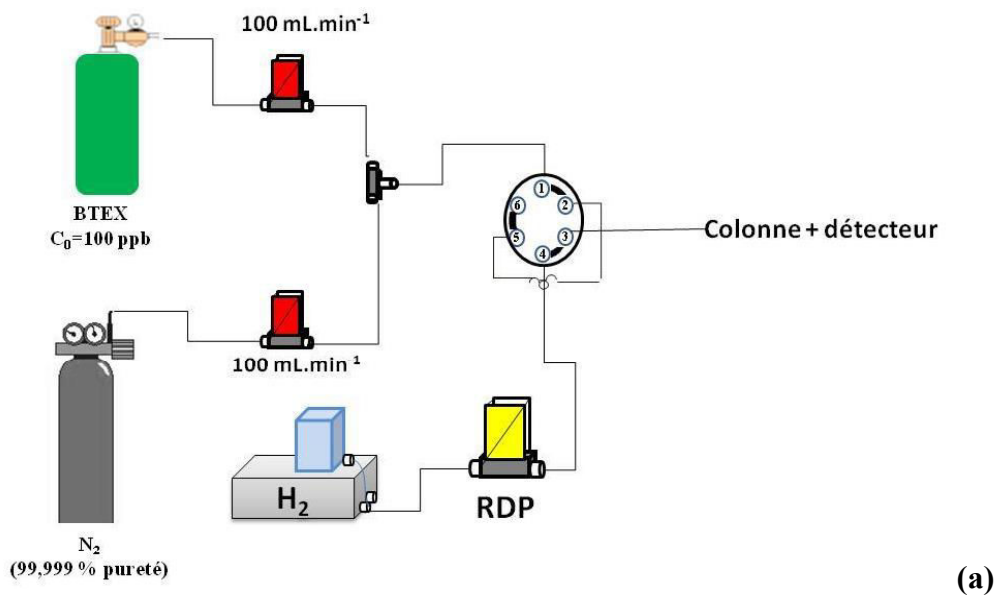 100 mL.min-1
BTEX
C₀=100 ppb
1
2
3
4
5
6
Colonne + détecteur
100 mL.min-1
H₂
RDP
N₂
(99,999 % pureté)
(a)